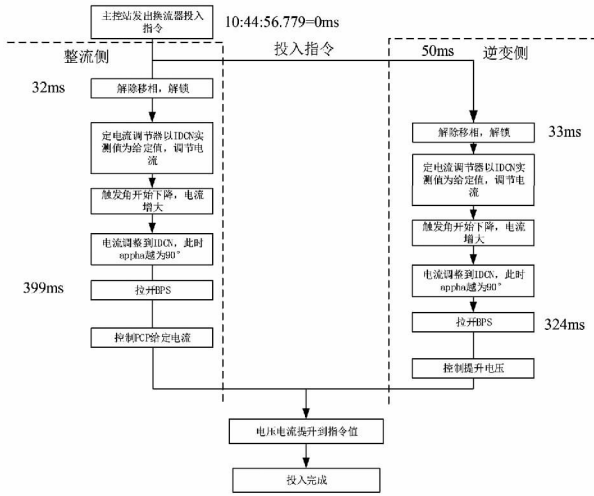 主控站发出换流器投入
指令
10:44:56.779=0ms
整流侧
投入指令
50ms
逆变侧
32ms
解除移相，解锁
定电流调节器以IDCN实
测值为给定值，调节电
流
触发角开始下降，电流
增大
电流调整到IDCN，此时
appha越为90°
399ms
拉开BPS
控制PCP给定电流
解除移相，解锁
33ms
定电流调节器以IDCN实
测值为给定值，调节电
流
触发角开始下降，电流
增大
电流调整到IDCN，此时
appha越为90°
拉开BPS
324ms
控制提升电压
电压电流提升到指令值
投入完成